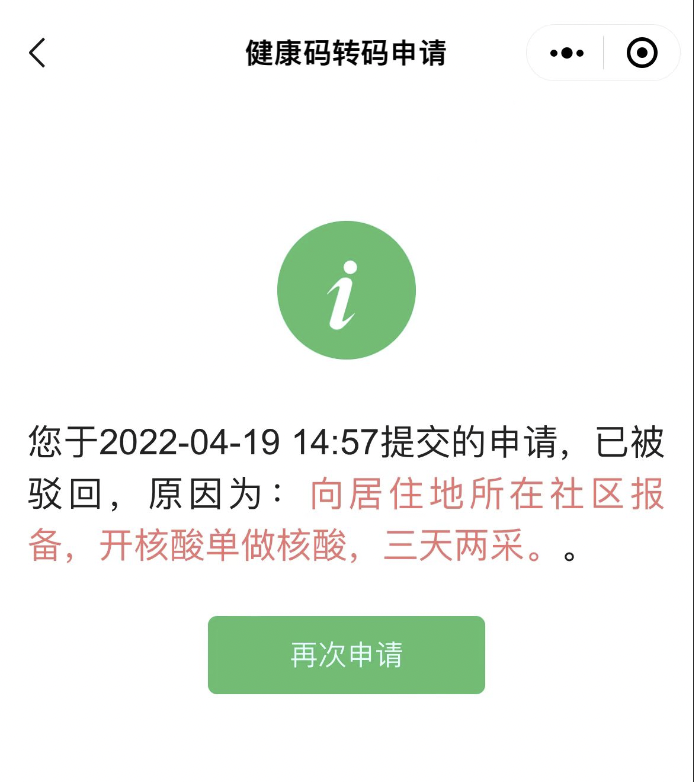 健康码转码申请
i
您于2022-04-19 14:57提交的申请，已被
驳回，原因为：向居住地所在社区报
备，开核酸单做核酸，三天两采。。
再次申请